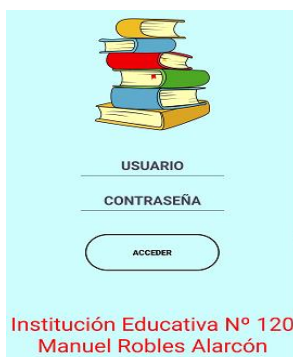 USUARIO
CONTRASEÑA
ACCEDER
Institución Educativa Nº 120
Manuel Robles Alarcón